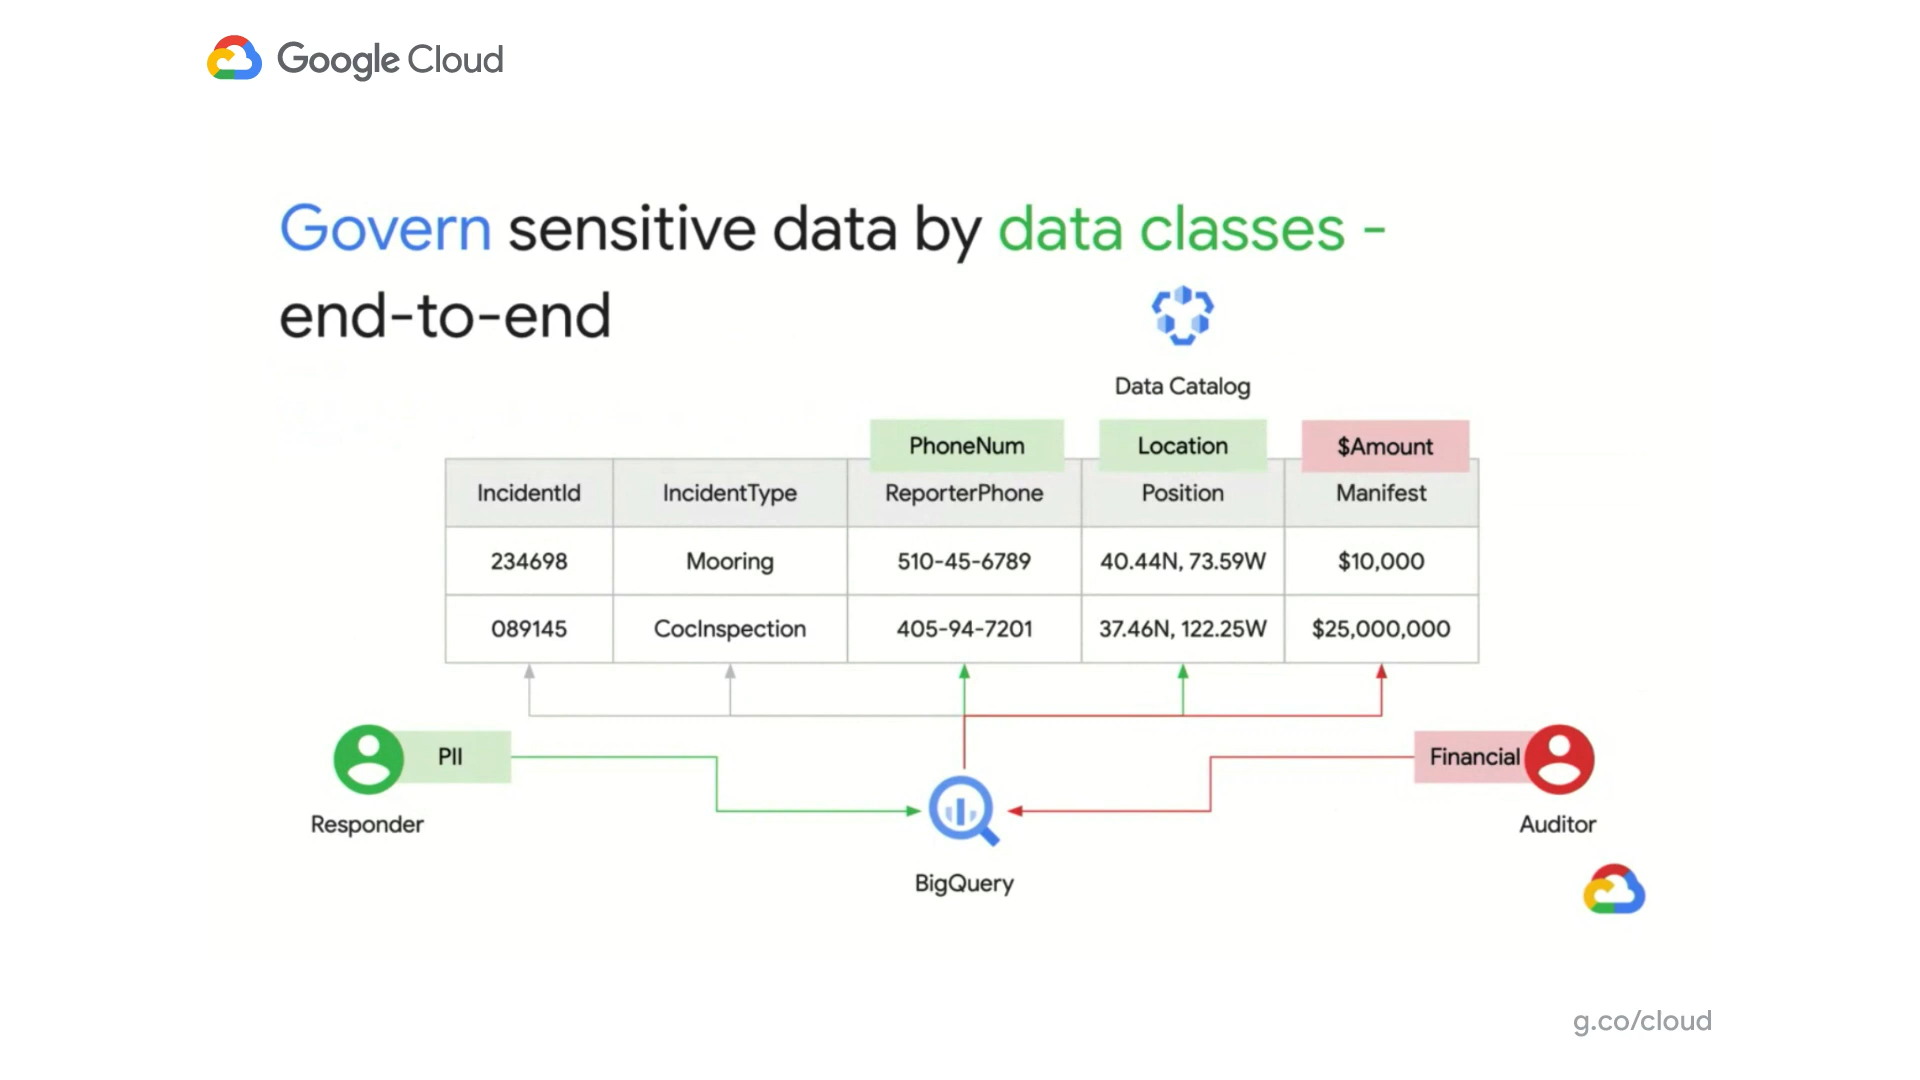 Google Cloud
Govern sensitive data by data classes -
end-to-end
Data Catalog
PhoneNum Location $Amount
IncidentId IncidentType ReporterPhone Position Manifest
234698 Mooring 510-45-6789 40.44N, 73.59W $10,000
089145 CocInspection 405-94-7201 37.46N, 122.25W $25,000,000
PII Financial
Responder Auditor
BigQuery
g.co/cloud